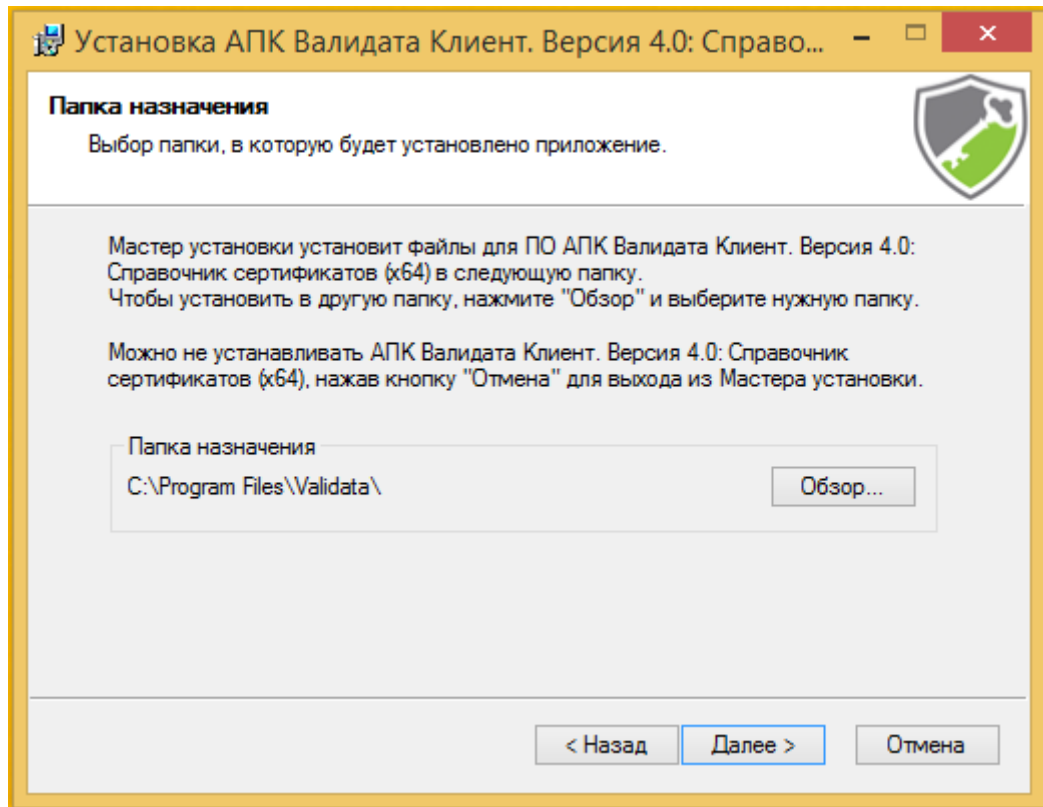 Установка АПК Валидата Клиент. Версия 4.0: Справо...
Папка назначения
Выбор папки, в которую будет установлено приложение.
Мастер установки установит файлы для ПО АПК Валидата Клиент. Версия 4.0:
Справочник сертификатов (x64) в следующую папку.
Чтобы установить в другую папку, нажмите "Обзор" и выберите нужную папку.
Можно не устанавливать АПК Валидата Клиент. Версия 4.0: Справочник
сертификатов (x64), нажав кнопку "Отмена" для выхода из Мастера установки.
Папка назначения
C:\Program Files\Validata\
Обзор...
< Назад
Далее >
Отмена